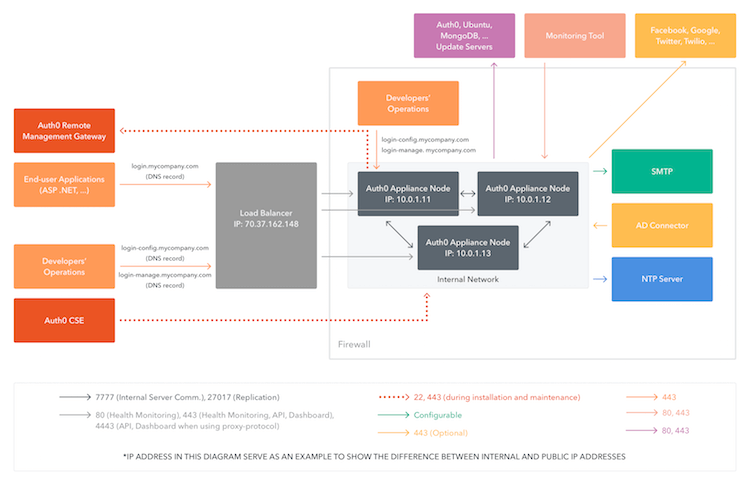 Auth0, Ubuntu,
MongoDB, ...
Update Servers
Monitoring Tool
Facebook, Google,
Twitter, Twilio, ...
Developers'
Operations
Auth0 Remote
Management Gateway
login-config.mycompany.com
login-manage. mycompany.com
End-user Applications
(ASP .NET, ...)
login.mycompany.com
(DNS record)
Load Balancer
IP: 70.37.162.148
Auth0 Appliance Node
IP: 10.0.1.11
Auth0 Appliance Node
IP: 10.0.1.12
Auth0 Appliance Node
IP: 10.0.1.13
Internal Network
SMTP
AD Connector
NTP Server
Developers'
Operations
login-config.mycompany.com
(DNS record)
login-manage.mycompany.com
(DNS record)
Auth0 CSE
Firewall
7777 (Internal Server Comm.), 27017 (Replication)
80 (Health Monitoring), 443 (Health Monitoring, API, Dashboard),
4443 (API, Dashboard when using proxy-protocol)
22, 443 (during installation and maintenance)
Configurable
443 (Optional)
443
80, 443
80, 443
*IP ADDRESS IN THIS DIAGRAM SERVE AS AN EXAMPLE TO SHOW THE DIFFERENCE BETWEEN INTERNAL AND PUBLIC IP ADDRESSES